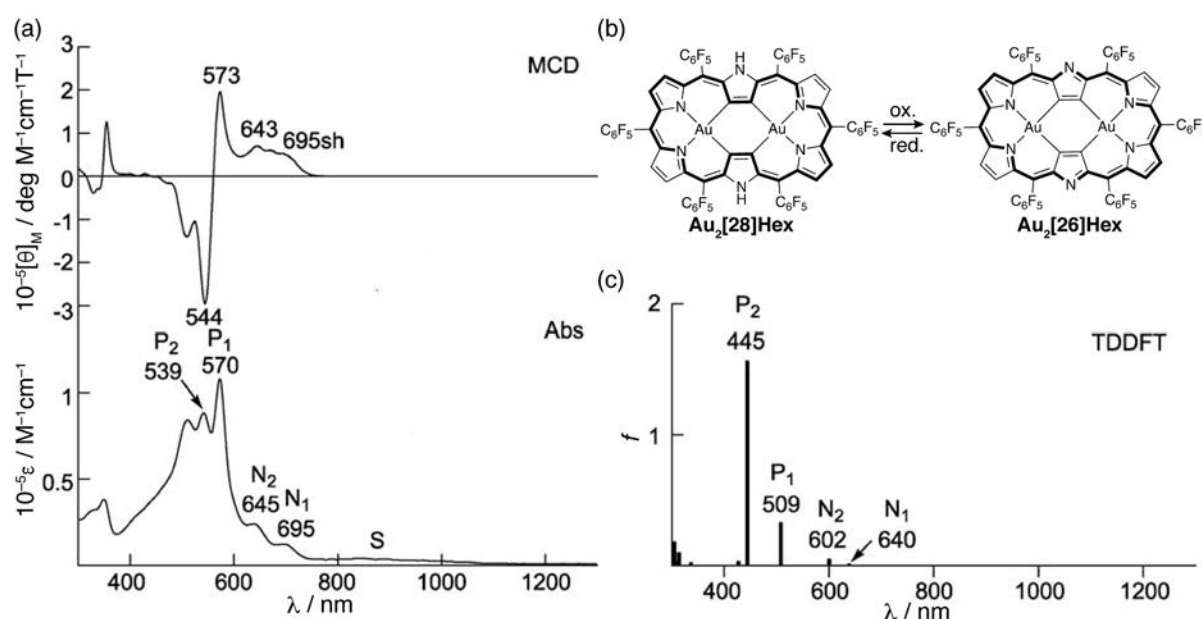 (a)
3
2
1
0
-1
-2
-3
10⁻⁵[θ]M / deg M⁻¹cm⁻¹T⁻¹
MCD
573
643
695sh
544
Abs
P₂
539
P₁
570
N₂
645
N₁
695
S
1
0.5
10⁻⁵ε / M⁻¹cm⁻¹
400 600 800 1000 1200
λ / nm
(b)
C₆F₅ H N C₆F₅
N N
C₆F₅ Au Au C₆F₅
N N
C₆F₅ N H C₆F₅
Au₂[28]Hex
ox.
red.
C₆F₅ N C₆F₅
N N
Au Au C₆F
N N
C₆F₅ N C₆F₅
Au₂[26]Hex
(c)
2
1
0
f
TDDFT
P₂
445
P₁
509
N₂
602
N₁
640
400 600 800 1000 1200
λ / nm